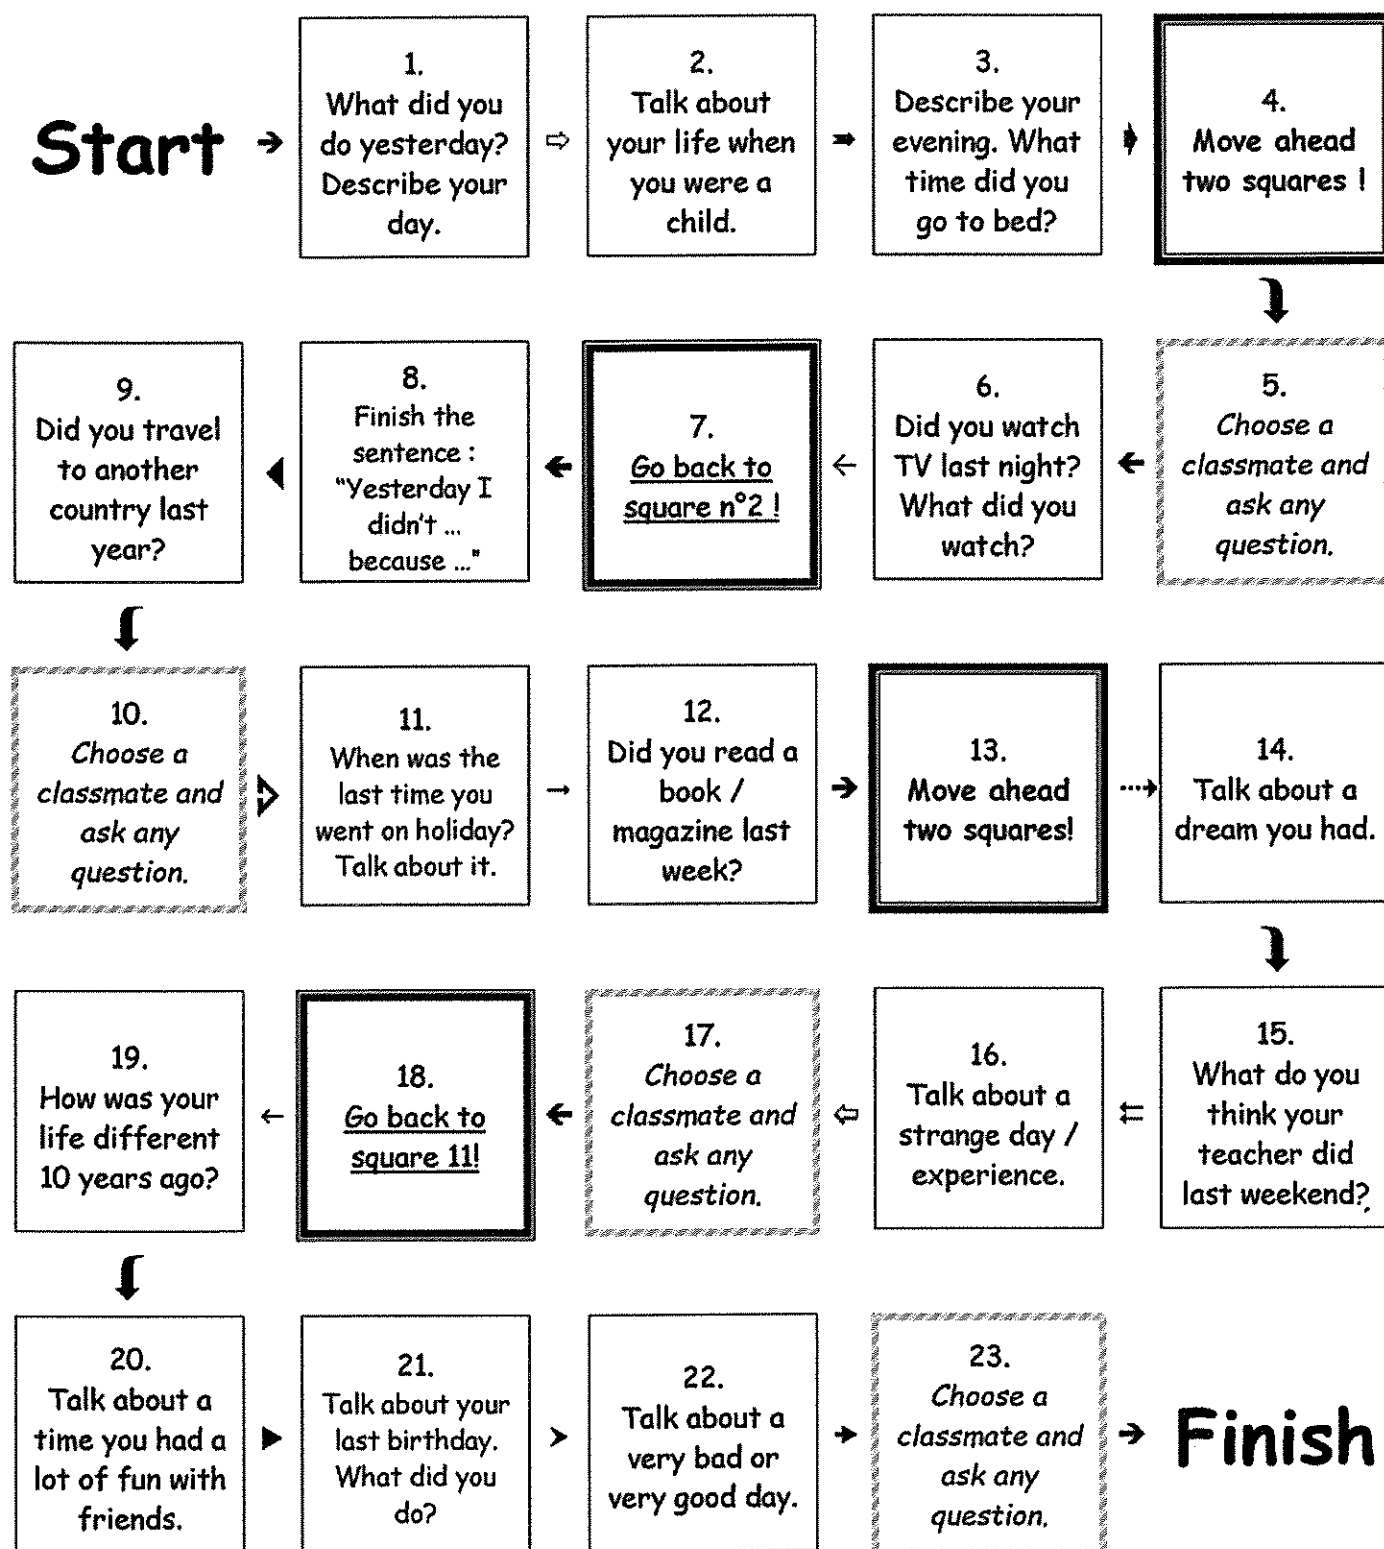 Start
1.
What did you
do yesterday?
Describe your
day.
2.
Talk about
your life when
you were a
child.
3.
Describe your
evening. What
time did you
go to bed?
4.
Move ahead
two squares !
5.
Choose a
classmate and
ask any
question.
6.
Did you watch
TV last night?
What did you
watch?
7.
Go back to
square n°2 !
8.
Finish the
sentence :
"Yesterday I
didn't ...
because ..."
9.
Did you travel
to another
country last
year?
10.
Choose a
classmate and
ask any
question.
11.
When was the
last time you
went on holiday?
Talk about it.
12.
Did you read a
book /
magazine last
week?
13.
Move ahead
two squares!
14.
Talk about a
dream you had.
15.
What do you
think your
teacher did
last weekend?
16.
Talk about a
strange day /
experience.
17.
Choose a
classmate and
ask any
question.
18.
Go back to
square 11!
19.
How was your
life different
10 years ago?
20.
Talk about a
time you had a
lot of fun with
friends.
21.
Talk about your
last birthday.
What did you
do?
22.
Talk about a
very bad or
very good day.
23.
Choose a
classmate and
ask any
question.
Finish